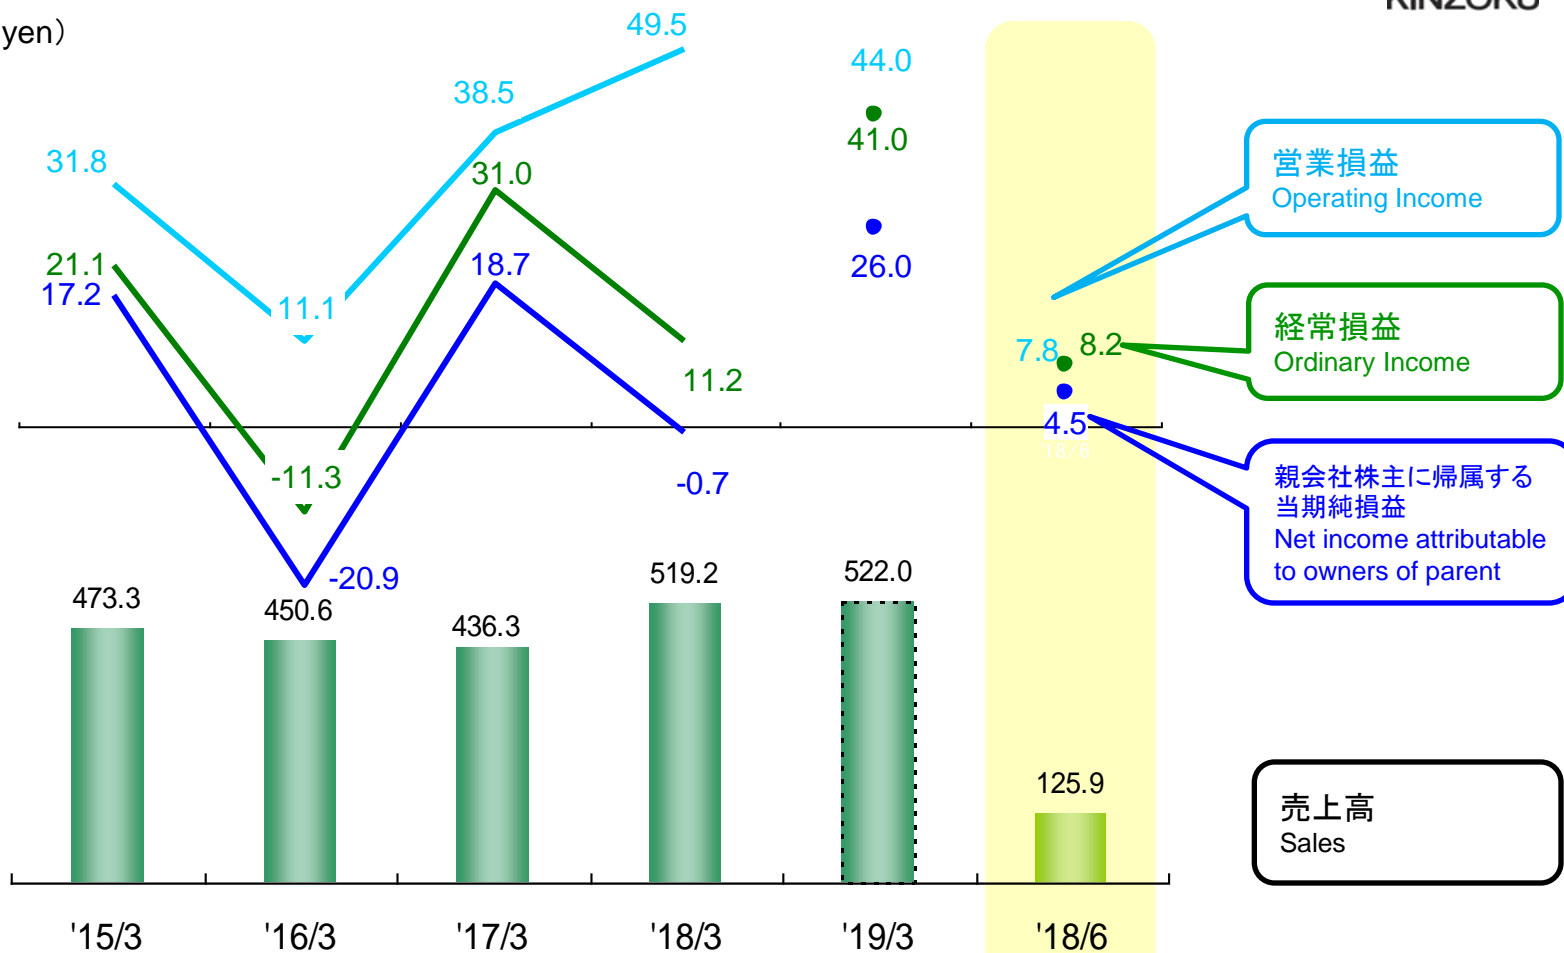 yen）
KINZOKU
49.5
44.0
38.5
41.0
31.8
31.0
21.1
18.7
26.0
17.2
11.1
7.8
8.2
11.2
4.5
'18/6
-11.3
-0.7
-20.9
営業損益
Operating Income
経常損益
Ordinary Income
親会社株主に帰属する
当期純損益
Net income attributable
to owners of parent
473.3
450.6
436.3
519.2
522.0
125.9
売上高
Sales
'15/3
'16/3
'17/3
'18/3
'19/3
'18/6